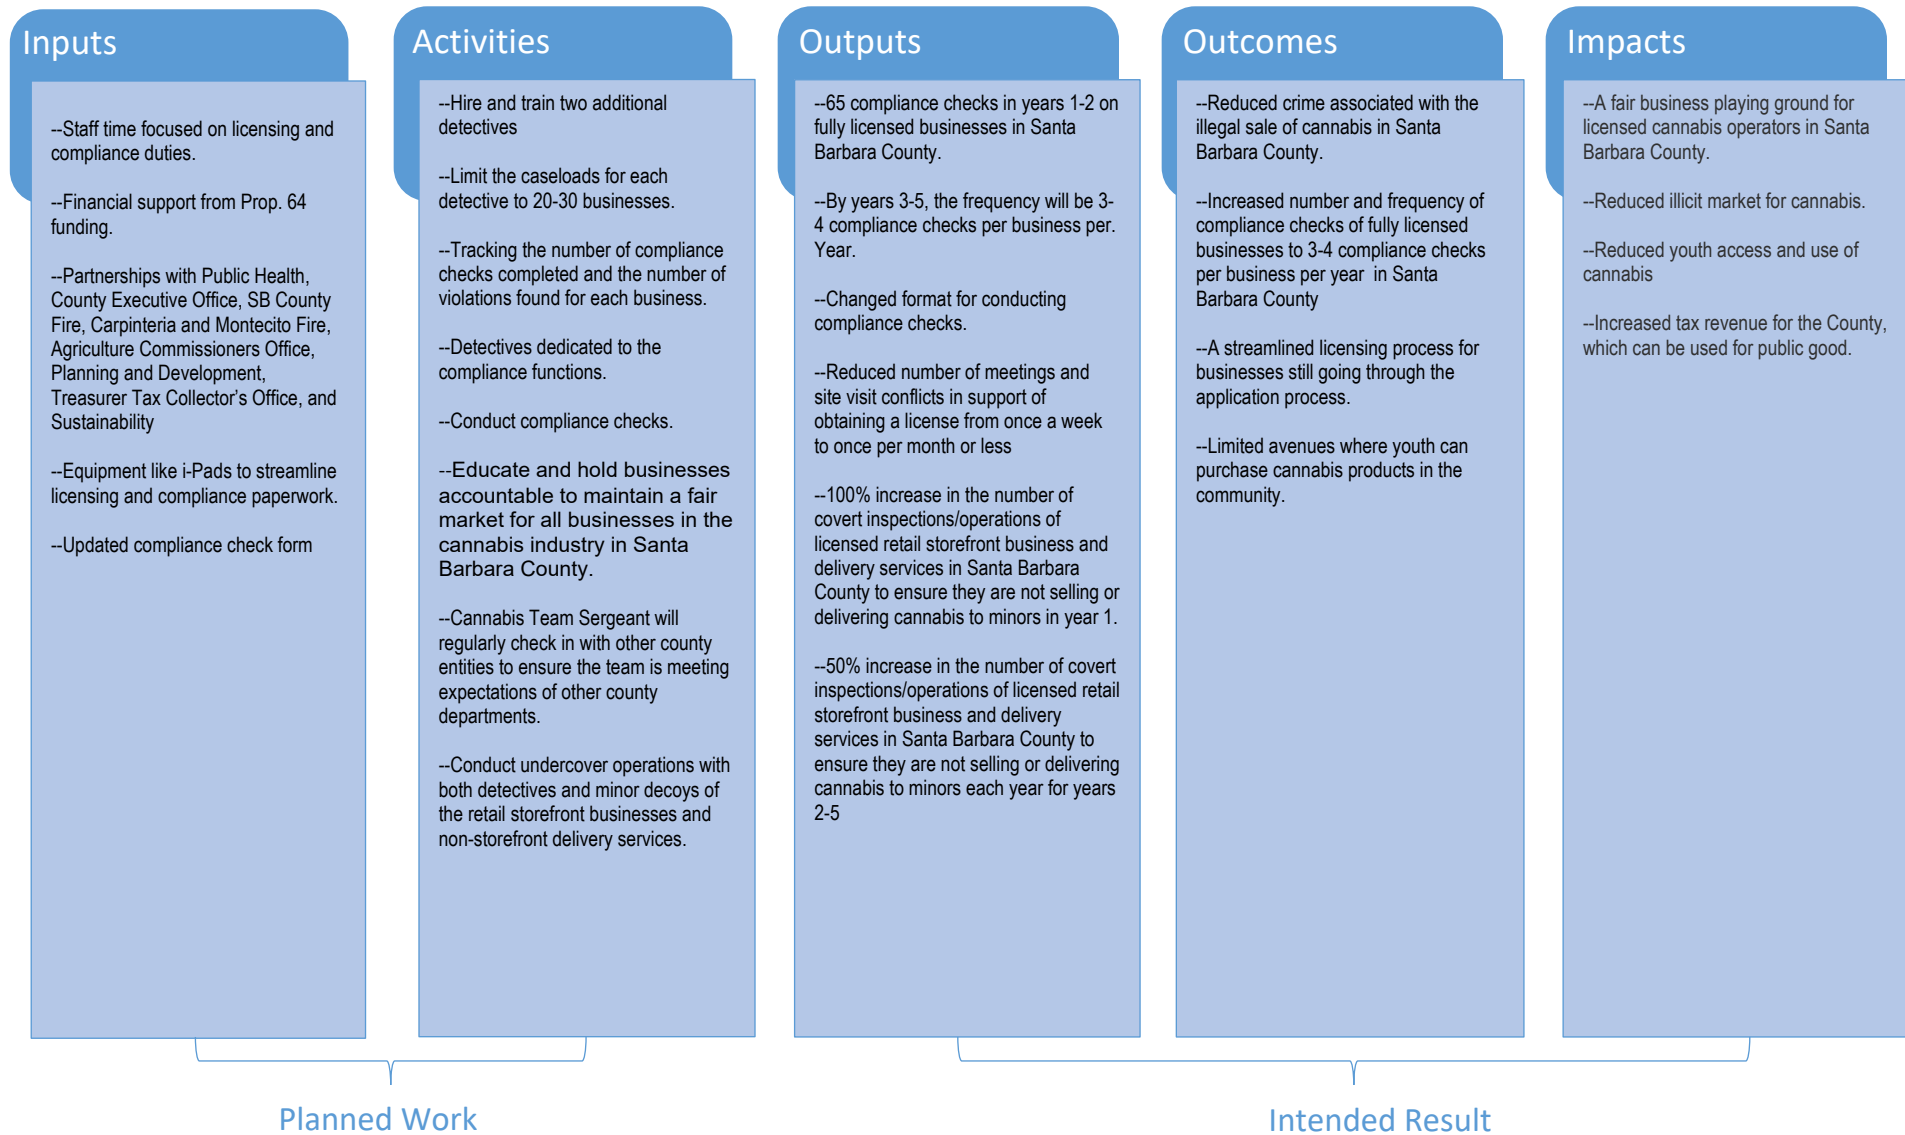 Inputs
--Staff time focused on licensing and
compliance duties.
--Financial support from Prop. 64
funding.
--Partnerships with Public Health,
County Executive Office, SB County
Fire, Carpinteria and Montecito Fire,
Agriculture Commissioners Office,
Planning and Development,
Treasurer Tax Collector's Office, and
Sustainability
--Equipment like i-Pads to streamline
licensing and compliance paperwork.
--Updated compliance check form
Activities
--Hire and train two additional
detectives
--Limit the caseloads for each
detective to 20-30 businesses.
--Tracking the number of compliance
checks completed and the number of
violations found for each business.
--Detectives dedicated to the
compliance functions.
--Conduct compliance checks.
--Educate and hold businesses
accountable to maintain a fair
market for all businesses in the
cannabis industry in Santa
Barbara County.
--Cannabis Team Sergeant will
regularly check in with other county
entities to ensure the team is meeting
expectations of other county
departments.
--Conduct undercover operations with
both detectives and minor decoys of
the retail storefront businesses and
non-storefront delivery services.
Outputs
--65 compliance checks in years 1-2 on
fully licensed businesses in Santa
Barbara County.
--By years 3-5, the frequency will be 3-
4 compliance checks per business per.
Year.
--Changed format for conducting
compliance checks.
--Reduced number of meetings and
site visit conflicts in support of
obtaining a license from once a week
to once per month or less
--100% increase in the number of
covert inspections/operations of
licensed retail storefront business and
delivery services in Santa Barbara
County to ensure they are not selling or
delivering cannabis to minors in year 1.
--50% increase in the number of covert
inspections/operations of licensed retail
storefront business and delivery
services in Santa Barbara County to
ensure they are not selling or delivering
cannabis to minors each year for years
2-5
Outcomes
--Reduced crime associated with the
illegal sale of cannabis in Santa
Barbara County.
--Increased number and frequency of
compliance checks of fully licensed
businesses to 3-4 compliance checks
per business per year in Santa
Barbara County
--A streamlined licensing process for
businesses still going through the
application process.
--Limited avenues where youth can
purchase cannabis products in the
community.
Impacts
--A fair business playing ground for
licensed cannabis operators in Santa
Barbara County.
--Reduced illicit market for cannabis.
--Reduced youth access and use of
cannabis
--Increased tax revenue for the County,
which can be used for public good.
Planned Work
Intended Result